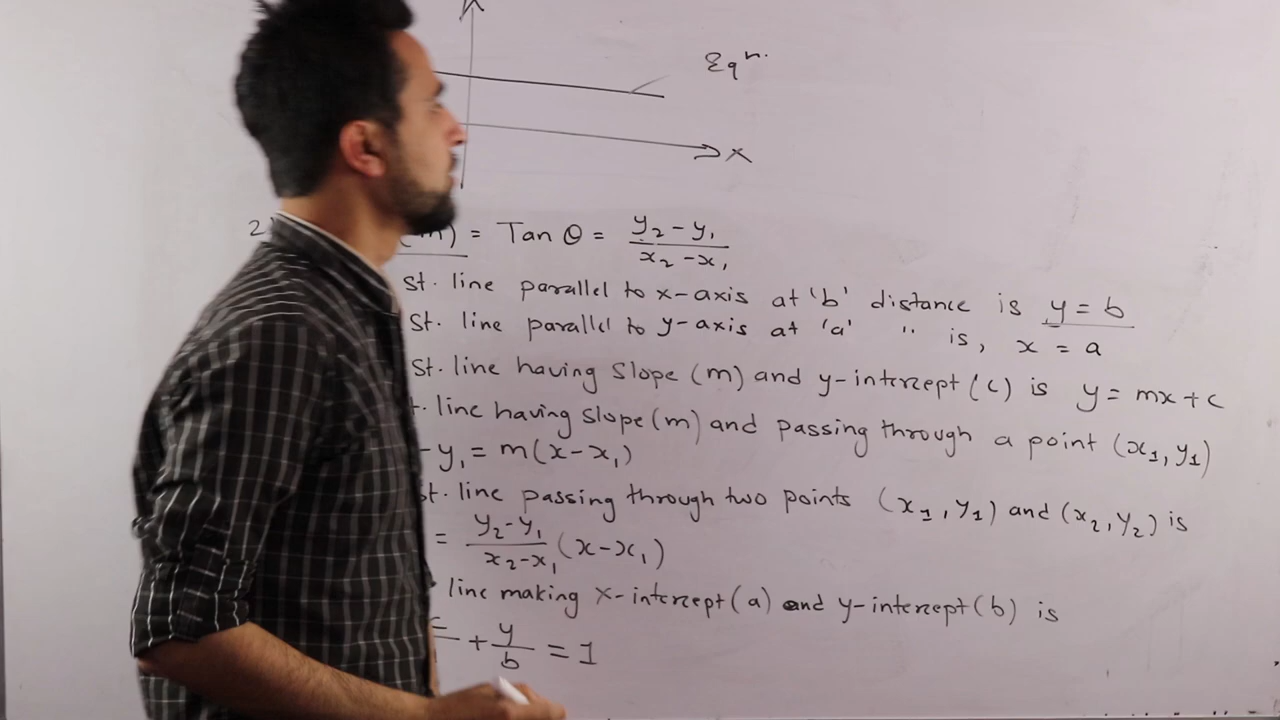 Eqn.
X
2
(m) = Tan θ = y2-y1 / x2-x1
st. line parallel to x-axis at 'b' distance is y = b
st. line parallel to y-axis at 'a' " is, x = a
st. line having slope (m) and y-intercept (c) is y = mx + c
line having slope (m) and passing through a point (x1, y1)
- y1 = m(x-x1)
st. line passing through two points (x1, y1) and (x2, y2) is
= y2-y1 / x2-x1 (x-x1)
line making x-intercept (a) and y-intercept (b) is
+ y/b = 1